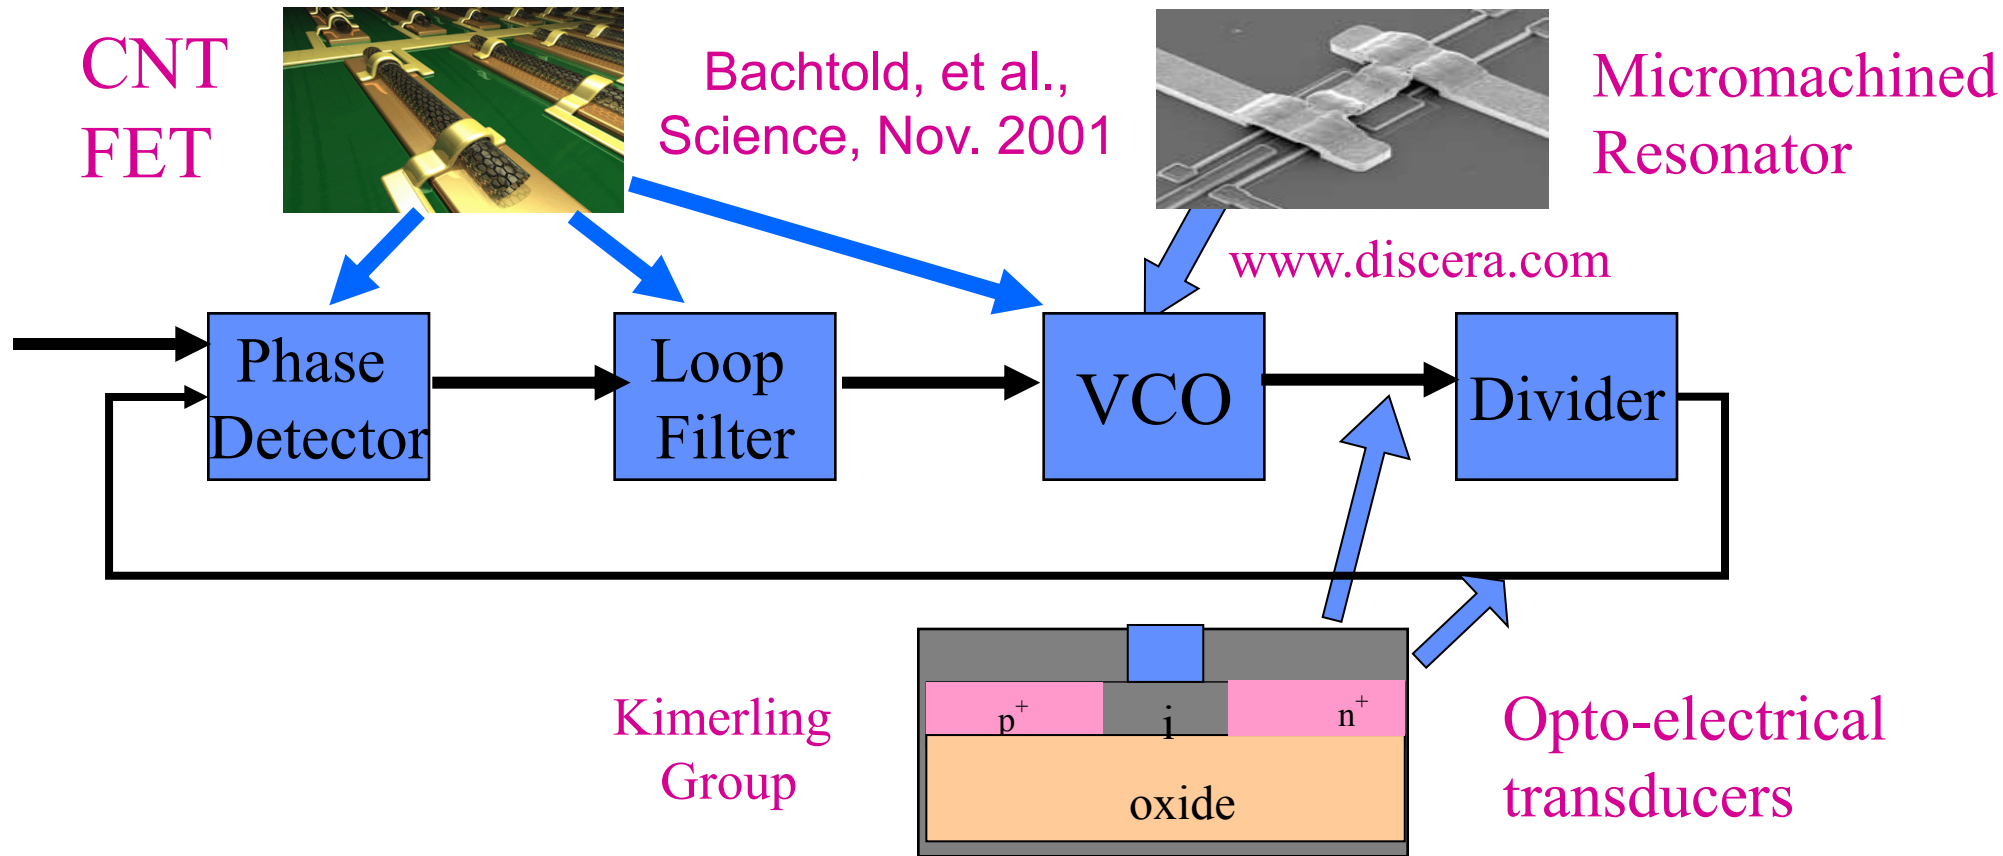 CNT
FET
Bachtold, et al.,
Science, Nov. 2001
Micromachined
Resonator
www.discera.com
Phase
Detector
Loop
Filter
VCO
Divider
Kimerling
Group
p+
i
n+
oxide
Opto-electrical
transducers